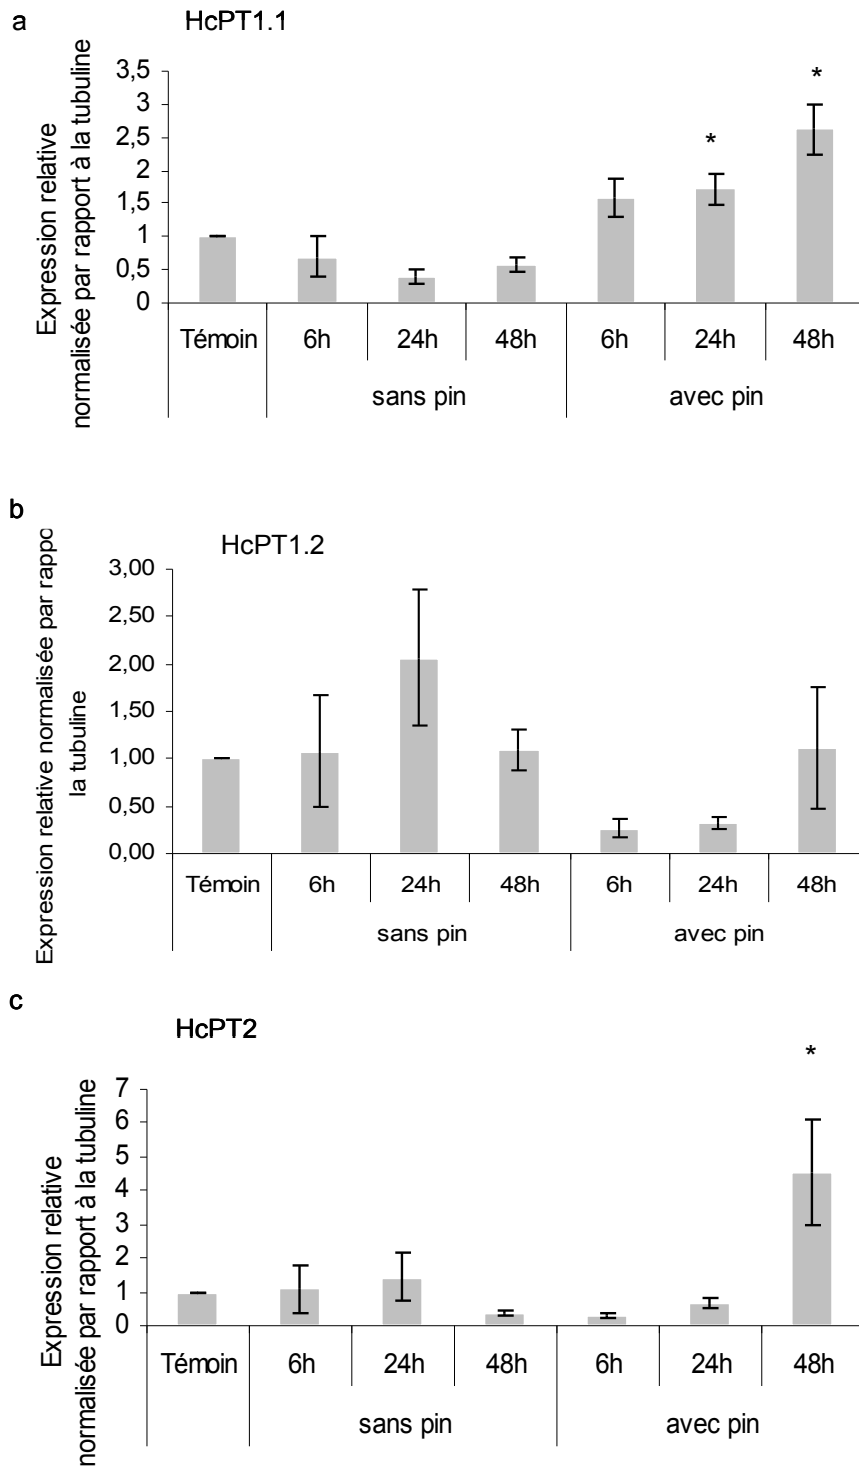 a
HcPT1.1
Expression relative
normalisée par rapport à la tubuline
3,5
3
2,5
2
1,5
1
0,5
0
*
*
Témoin 6h 24h 48h 6h 24h 48h
sans pin avec pin
b
HcPT1.2
Expression relative normalisée par rappo
la tubuline
3,00
2,50
2,00
1,50
1,00
0,50
0,00
Témoin 6h 24h 48h 6h 24h 48h
sans pin avec pin
c
HcPT2
Expression relative
normalisée par rapport à la tubuline
*
7
6
5
4
3
2
1
0
Témoin 6h 24h 48h 6h 24h 48h
sans pin avec pin